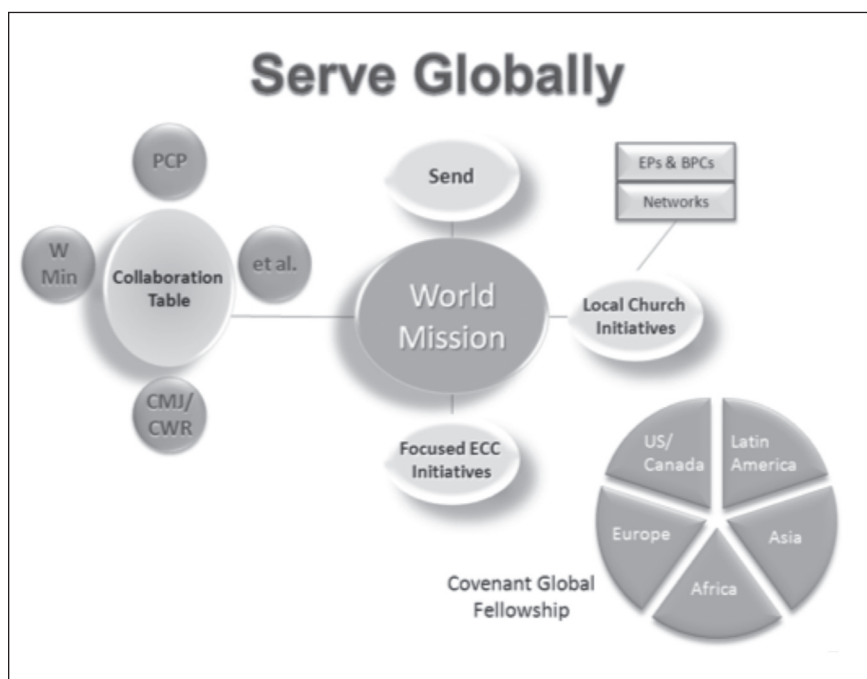 Serve Globally
PCP
W
Min
Collaboration
Table
et al.
CMJ/
CWR
Send
World
Mission
Focused ECC
Initiatives
EPs & BPCs
Networks
Local Church
Initiatives
US/
Canada
Latin
America
Europe
Asia
Africa
Covenant Global
Fellowship